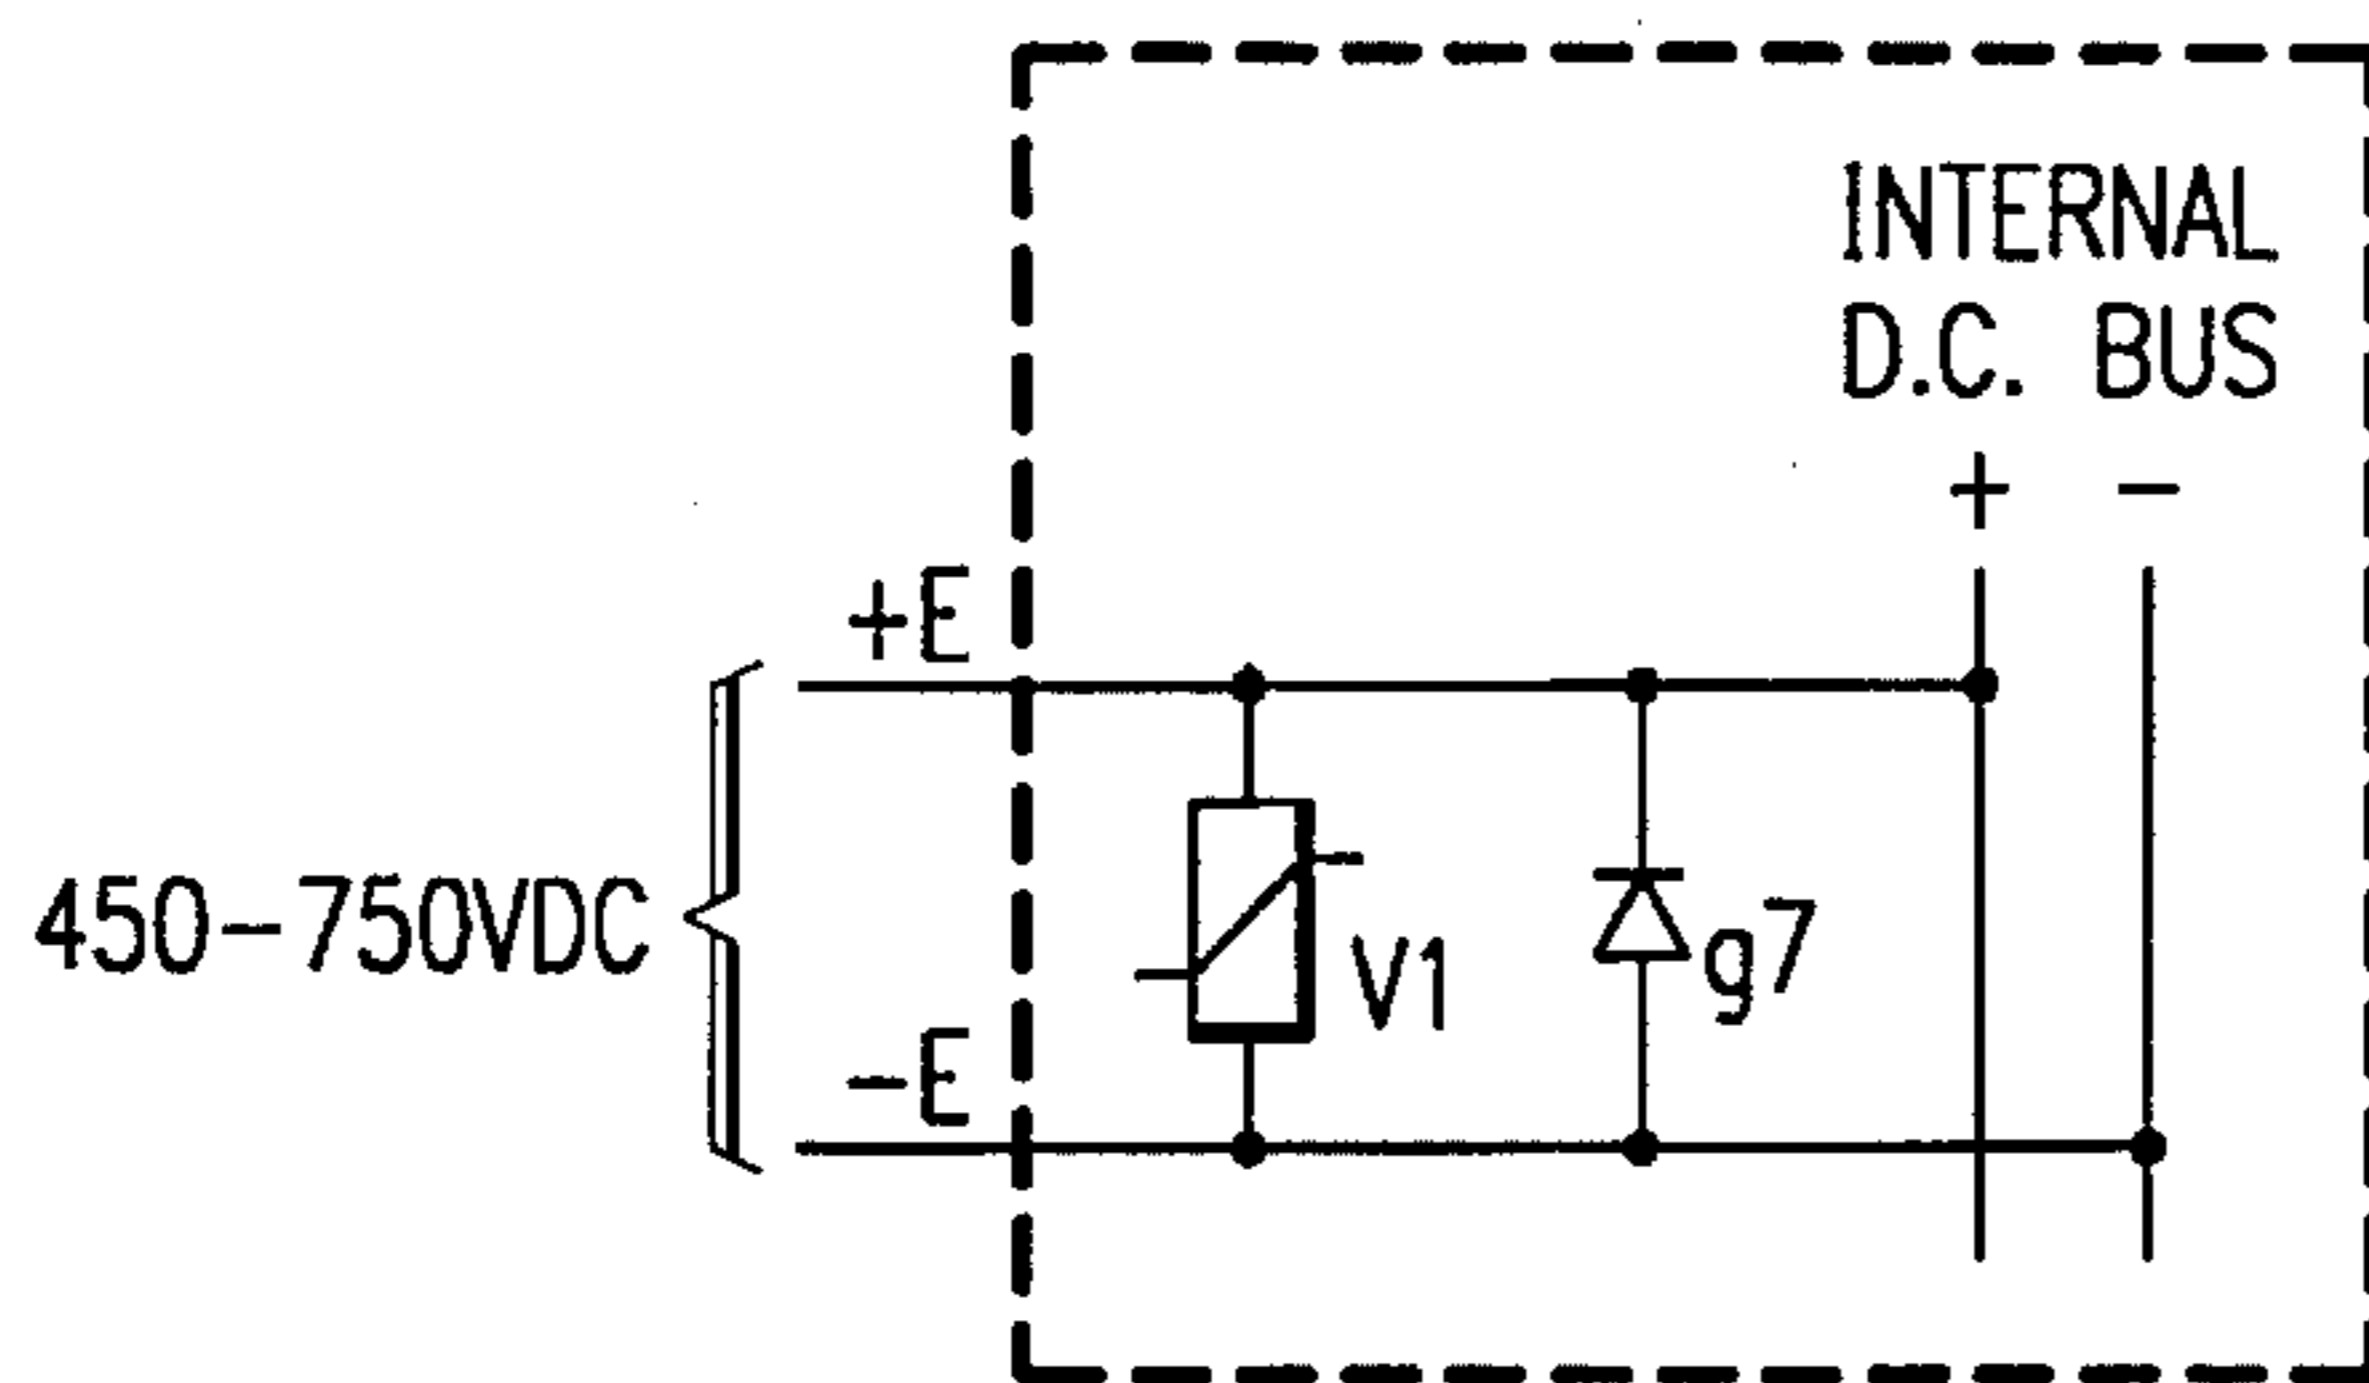 INTERNAL
D.C. BUS
+ −
+E
450−750VDC
V1
g7
−E